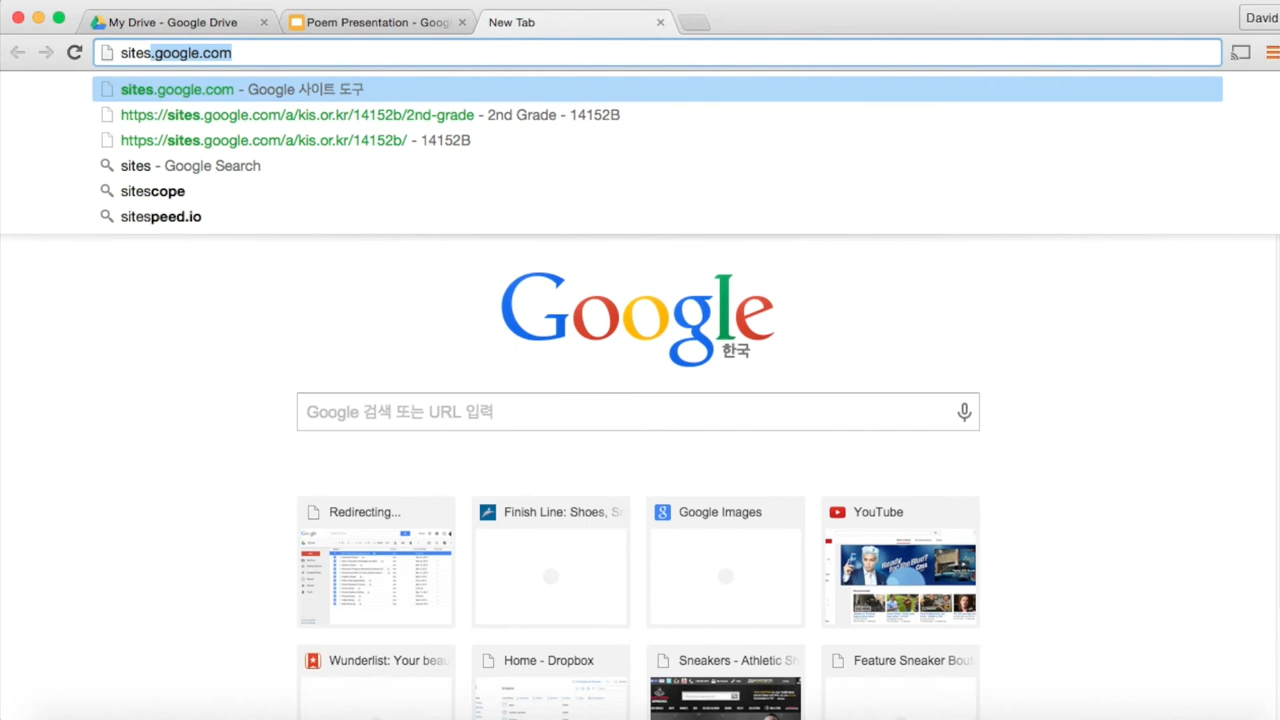 My Drive - Google Drive
Poem Presentation - Goog
New Tab
David
sites.google.com
sites.google.com - Google 사이트 도구
https://sites.google.com/a/kis.or.kr/14152b/2nd-grade - 2nd Grade - 14152B
https://sites.google.com/a/kis.or.kr/14152b/ - 14152B
sites - Google Search
sitescope
sitespeed.io
Google
한국
Google 검색 또는 URL 입력
Redirecting...
Finish Line: Shoes, S
Google Images
YouTube
Wunderlist: Your beau
Home - Dropbox
Sneakers - Athletic Sh
Feature Sneaker Bout